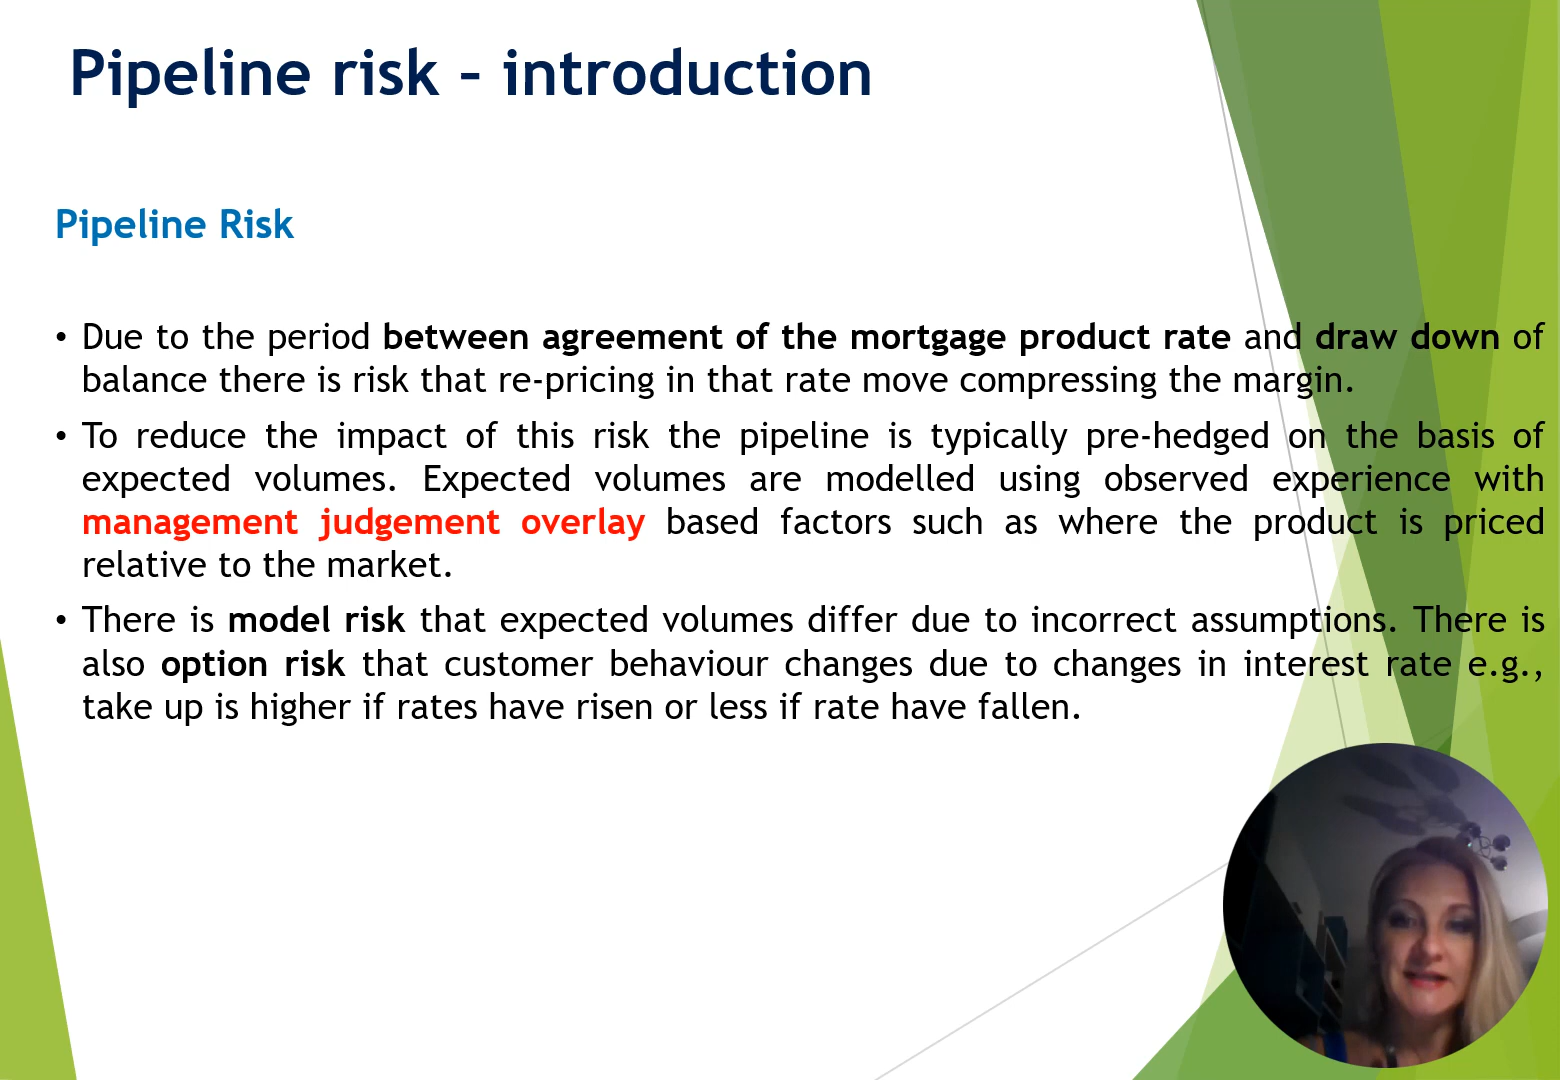 Pipeline risk – introduction
Pipeline Risk
• Due to the period between agreement of the mortgage product rate and draw down of
balance there is risk that re-pricing in that rate move compressing the margin.
• To reduce the impact of this risk the pipeline is typically pre-hedged on the basis of
expected volumes. Expected volumes are modelled using observed experience with
management judgement overlay based factors such as where the product is priced
relative to the market.
• There is model risk that expected volumes differ due to incorrect assumptions. There is
also option risk that customer behaviour changes due to changes in interest rate e.g.,
take up is higher if rates have risen or less if rate have fallen.